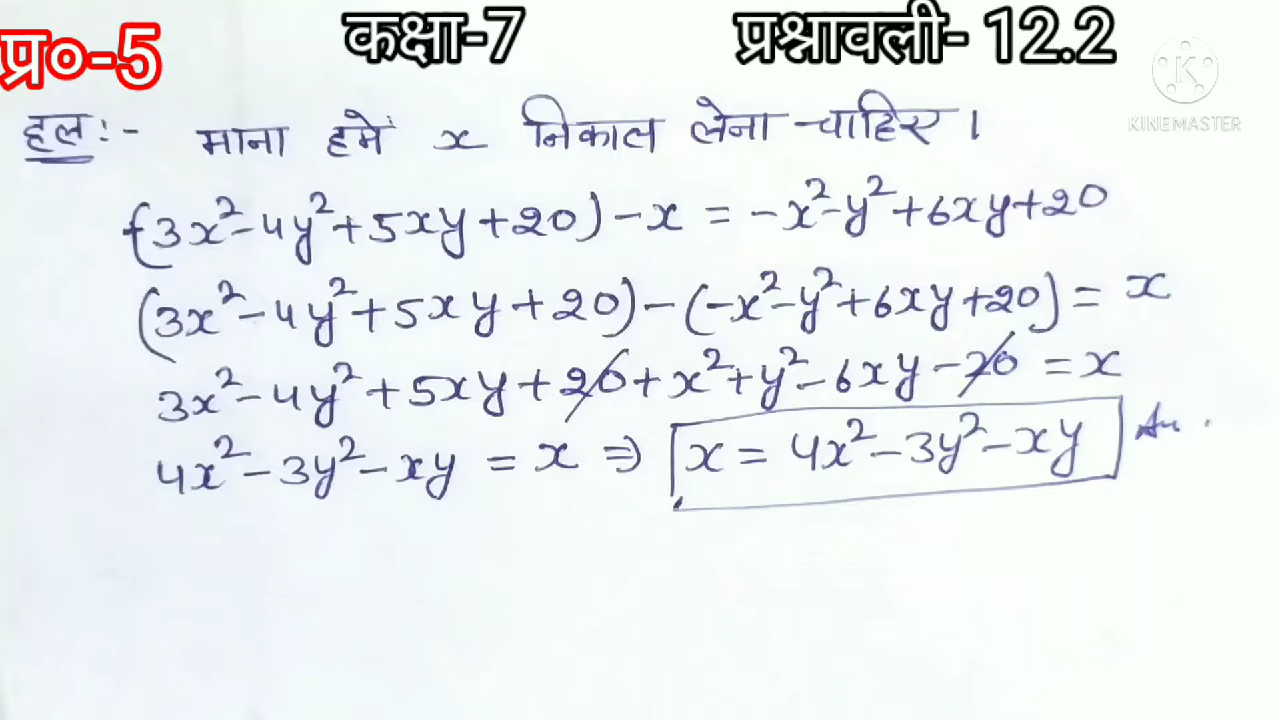 प्र०-5 कक्षा-7 प्रश्नावली- 12.2
KINEMASTER
हल :- माना हमें x निकाल लेना चाहिए ।
(3x²-4y²+5xy+20) - x = -x²-y²+6xy+20
(3x²-4y²+5xy+20) - (-x²-y²+6xy+20) = x
3x²-4y²+5xy+20+x²+y²-6xy-20 = x
4x²-3y²-xy = x ⇒ x = 4x²-3y²-xy Ans.